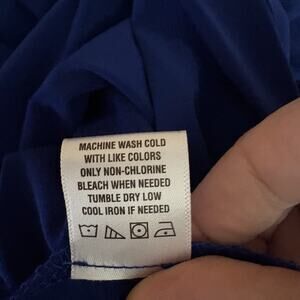 MACHINE WASH COLD
WITH LIKE COLORS
ONLY NON-CHLORINE
BLEACH WHEN NEEDED
TUMBLE DRY LOW
COOL IRON IF NEEDED